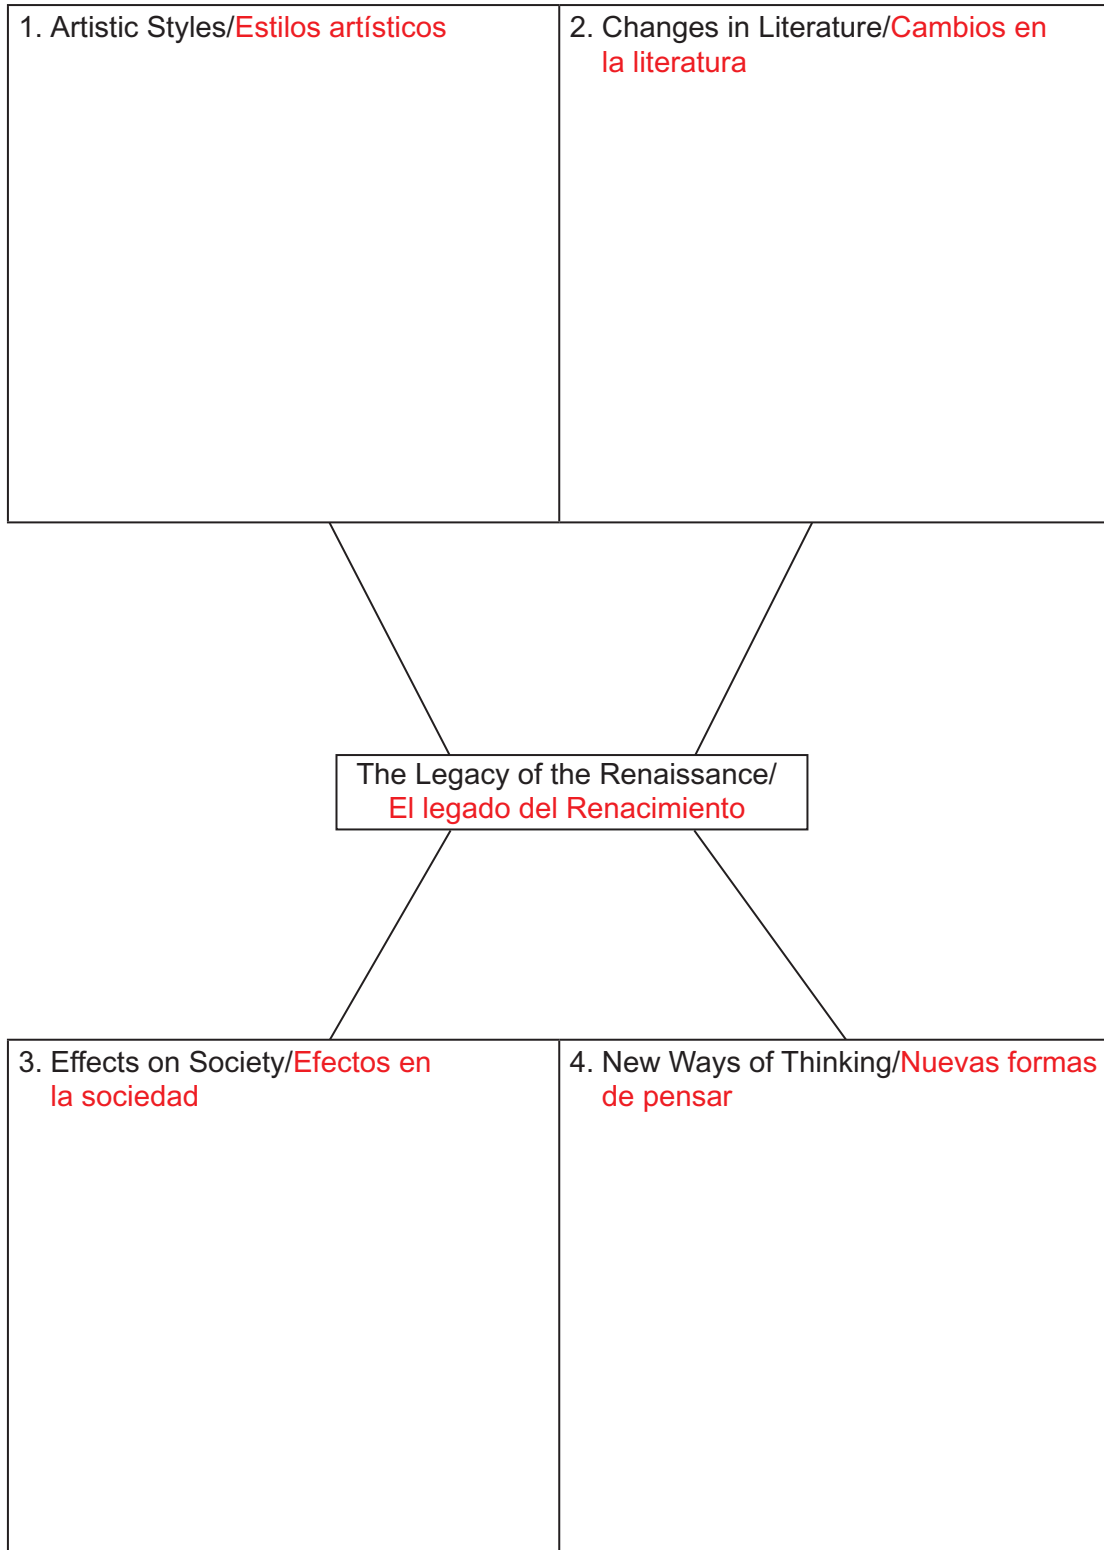 1. Artistic Styles/Estilos artísticos
2. Changes in Literature/Cambios en
la literatura
The Legacy of the Renaissance/
El legado del Renacimiento
3. Effects on Society/Efectos en
la sociedad
4. New Ways of Thinking/Nuevas formas
de pensar